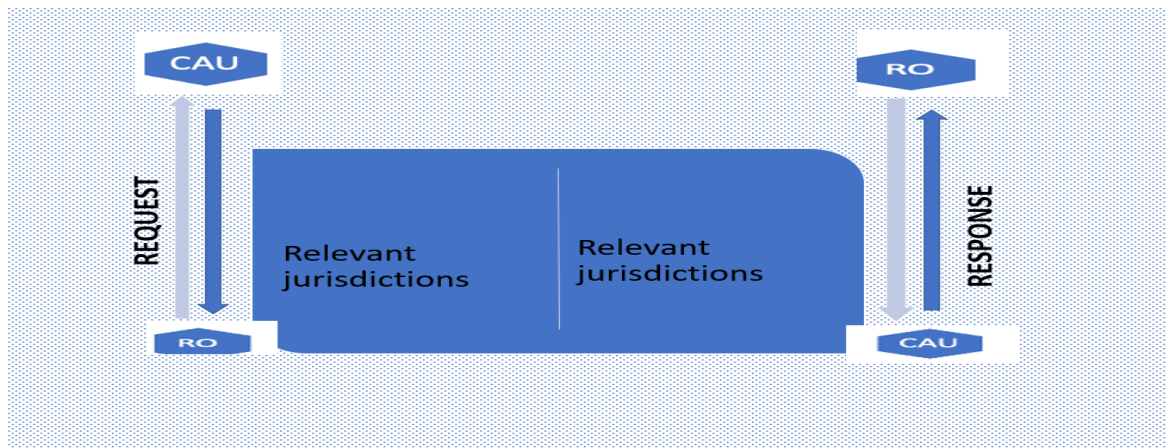 CAU
RO
REQUEST
Relevant
jurisdictions
Relevant
jurisdictions
RESPONSE
RO
CAU